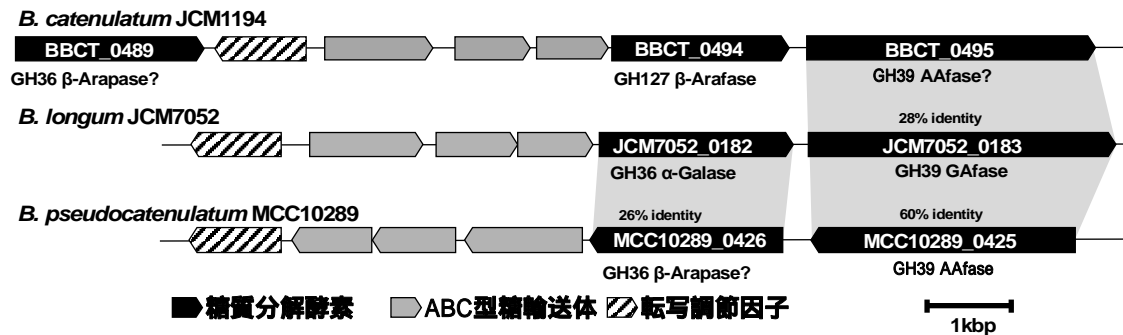 B. catenulatum JCM1194
BBCT_0489 BBCT_0494 BBCT_0495
GH36 β-Arapase? GH127 β-Arafase GH39 AAfase?
B. longum JCM7052 28% identity
JCM7052_0182 JCM7052_0183
GH36 α-Galase GH39 GAfase
B. pseudocatenulatum MCC10289 26% identity 60% identity
MCC10289_0426 MCC10289_0425
GH36 β-Arapase? GH39 AAfase
糖質分解酵素 ABC型糖輸送体 転写調節因子
1kbp